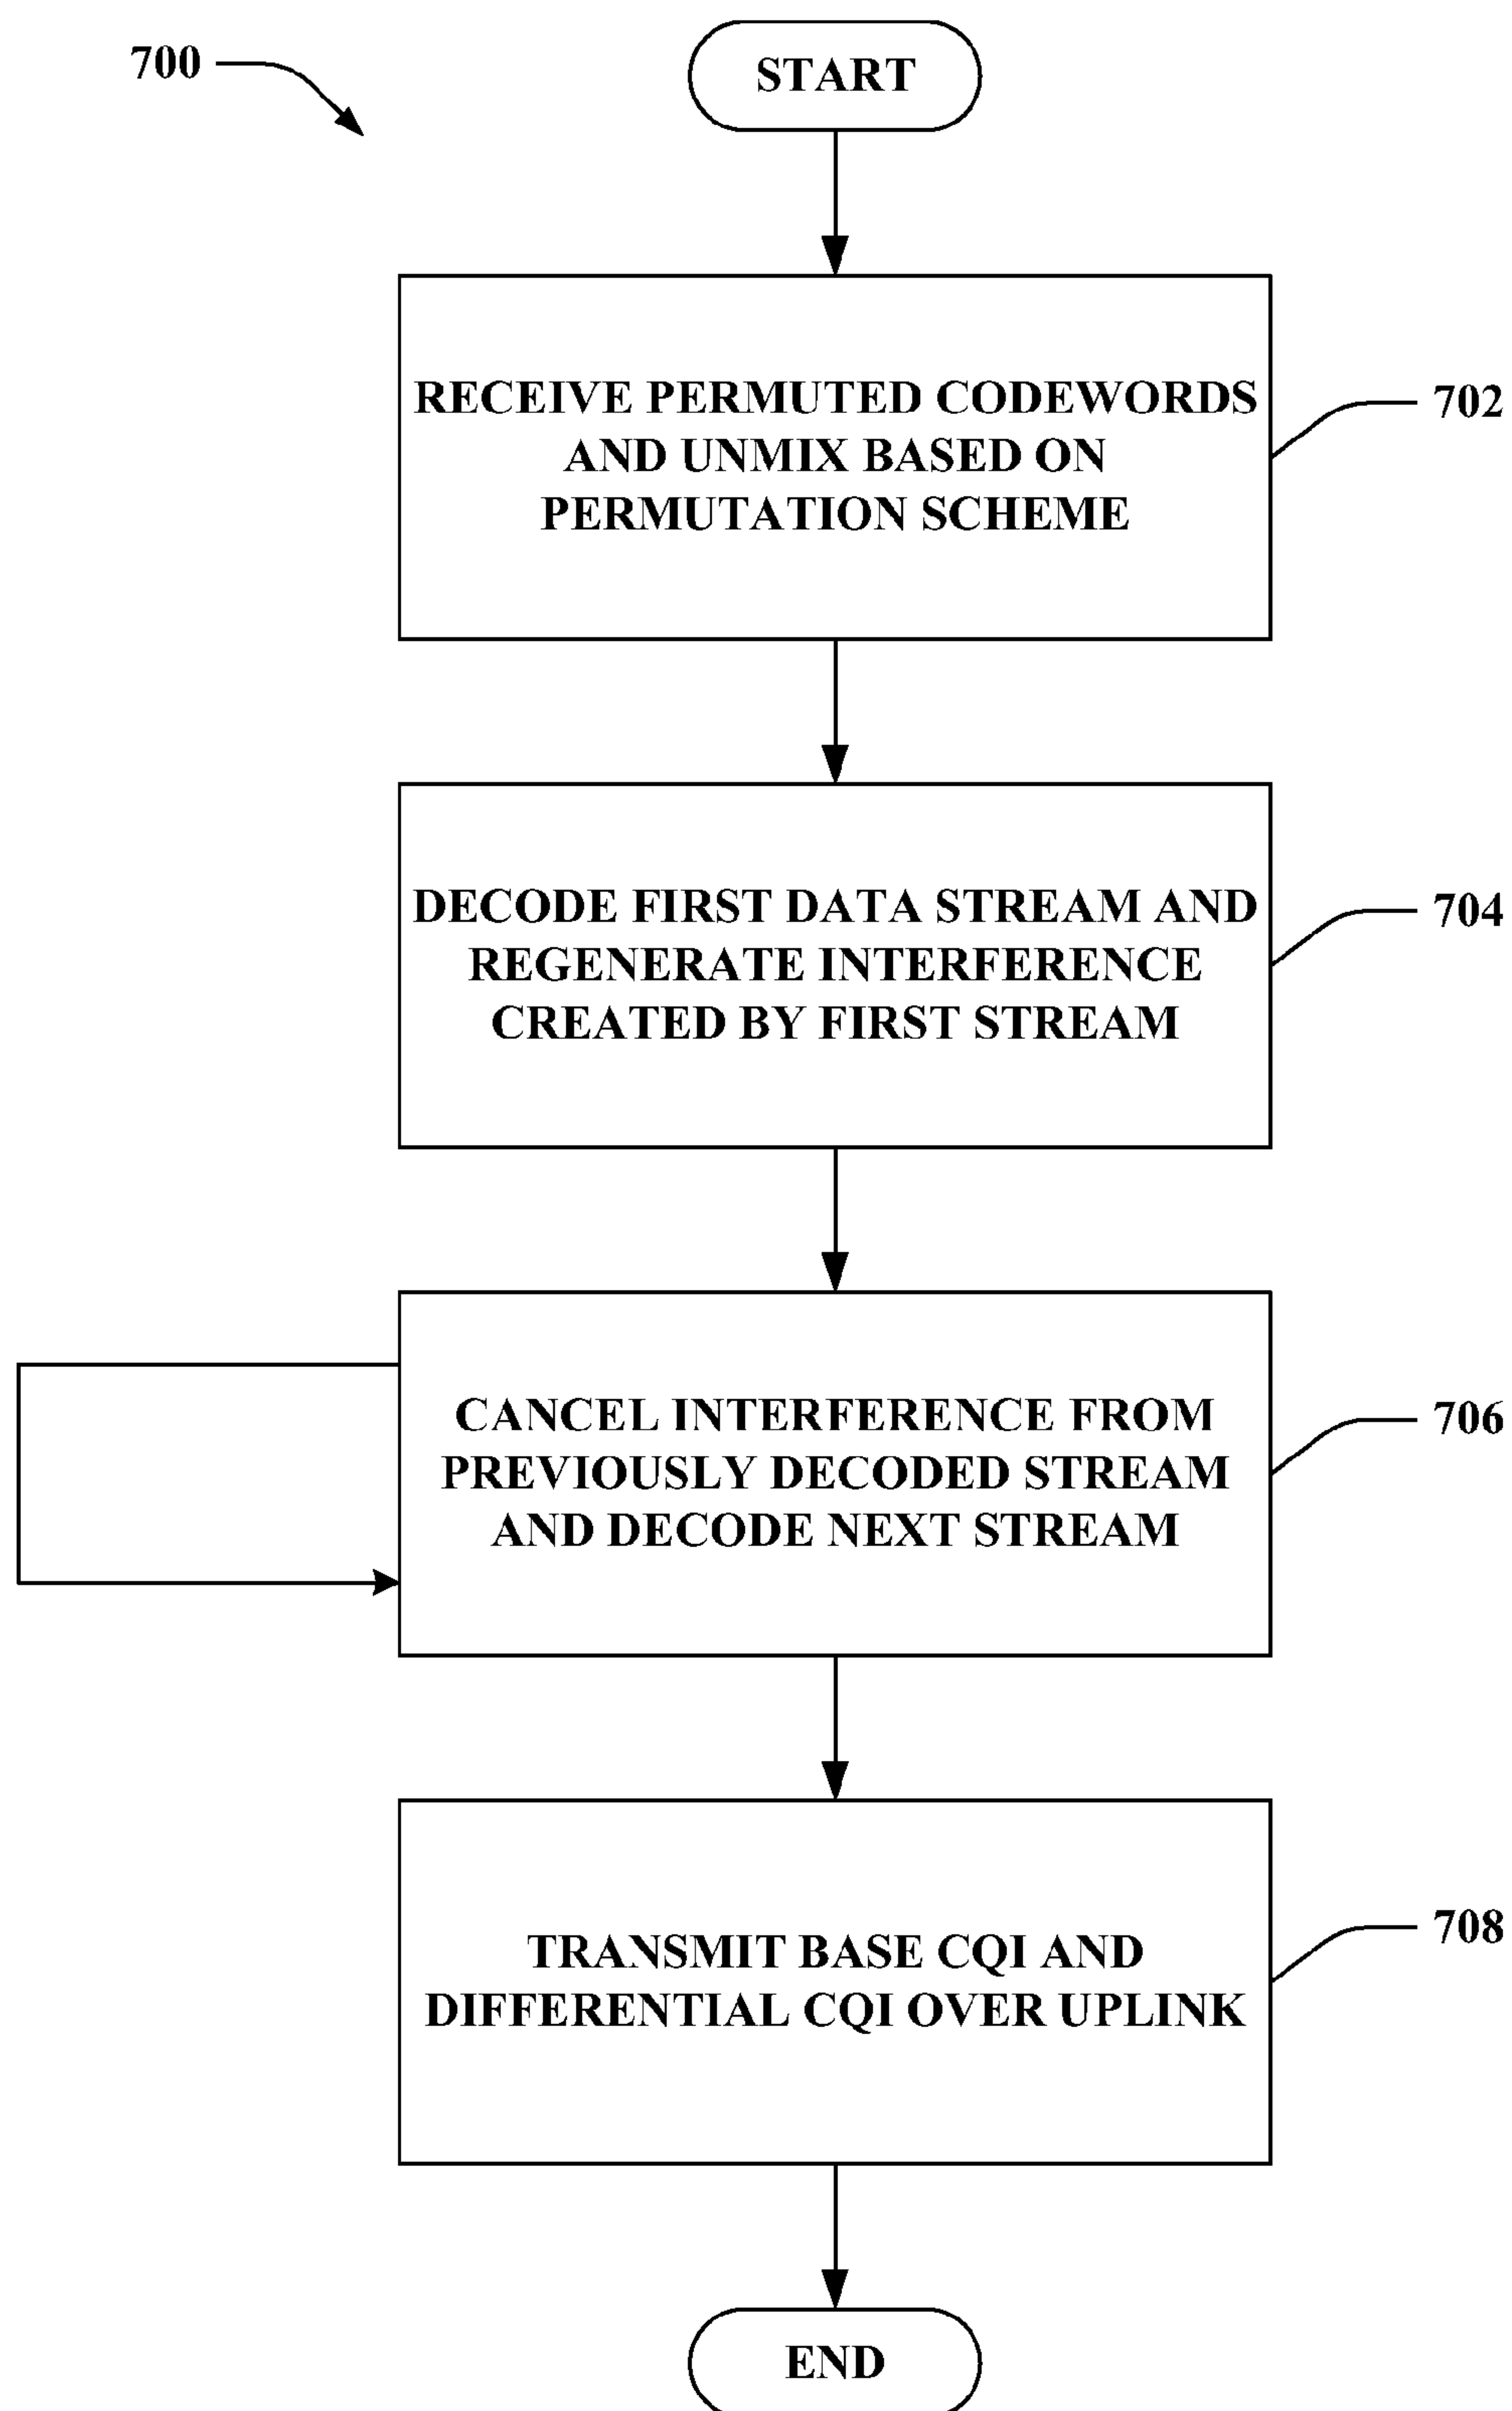 700
START
RECEIVE PERMUTED CODEWORDS
AND UNMIX BASED ON
PERMUTATION SCHEME
702
DECODE FIRST DATA STREAM AND
REGENERATE INTERFERENCE
CREATED BY FIRST STREAM
704
CANCEL INTERFERENCE FROM
PREVIOUSLY DECODED STREAM
AND DECODE NEXT STREAM
706
TRANSMIT BASE CQI AND
DIFFERENTIAL CQI OVER UPLINK
708
END